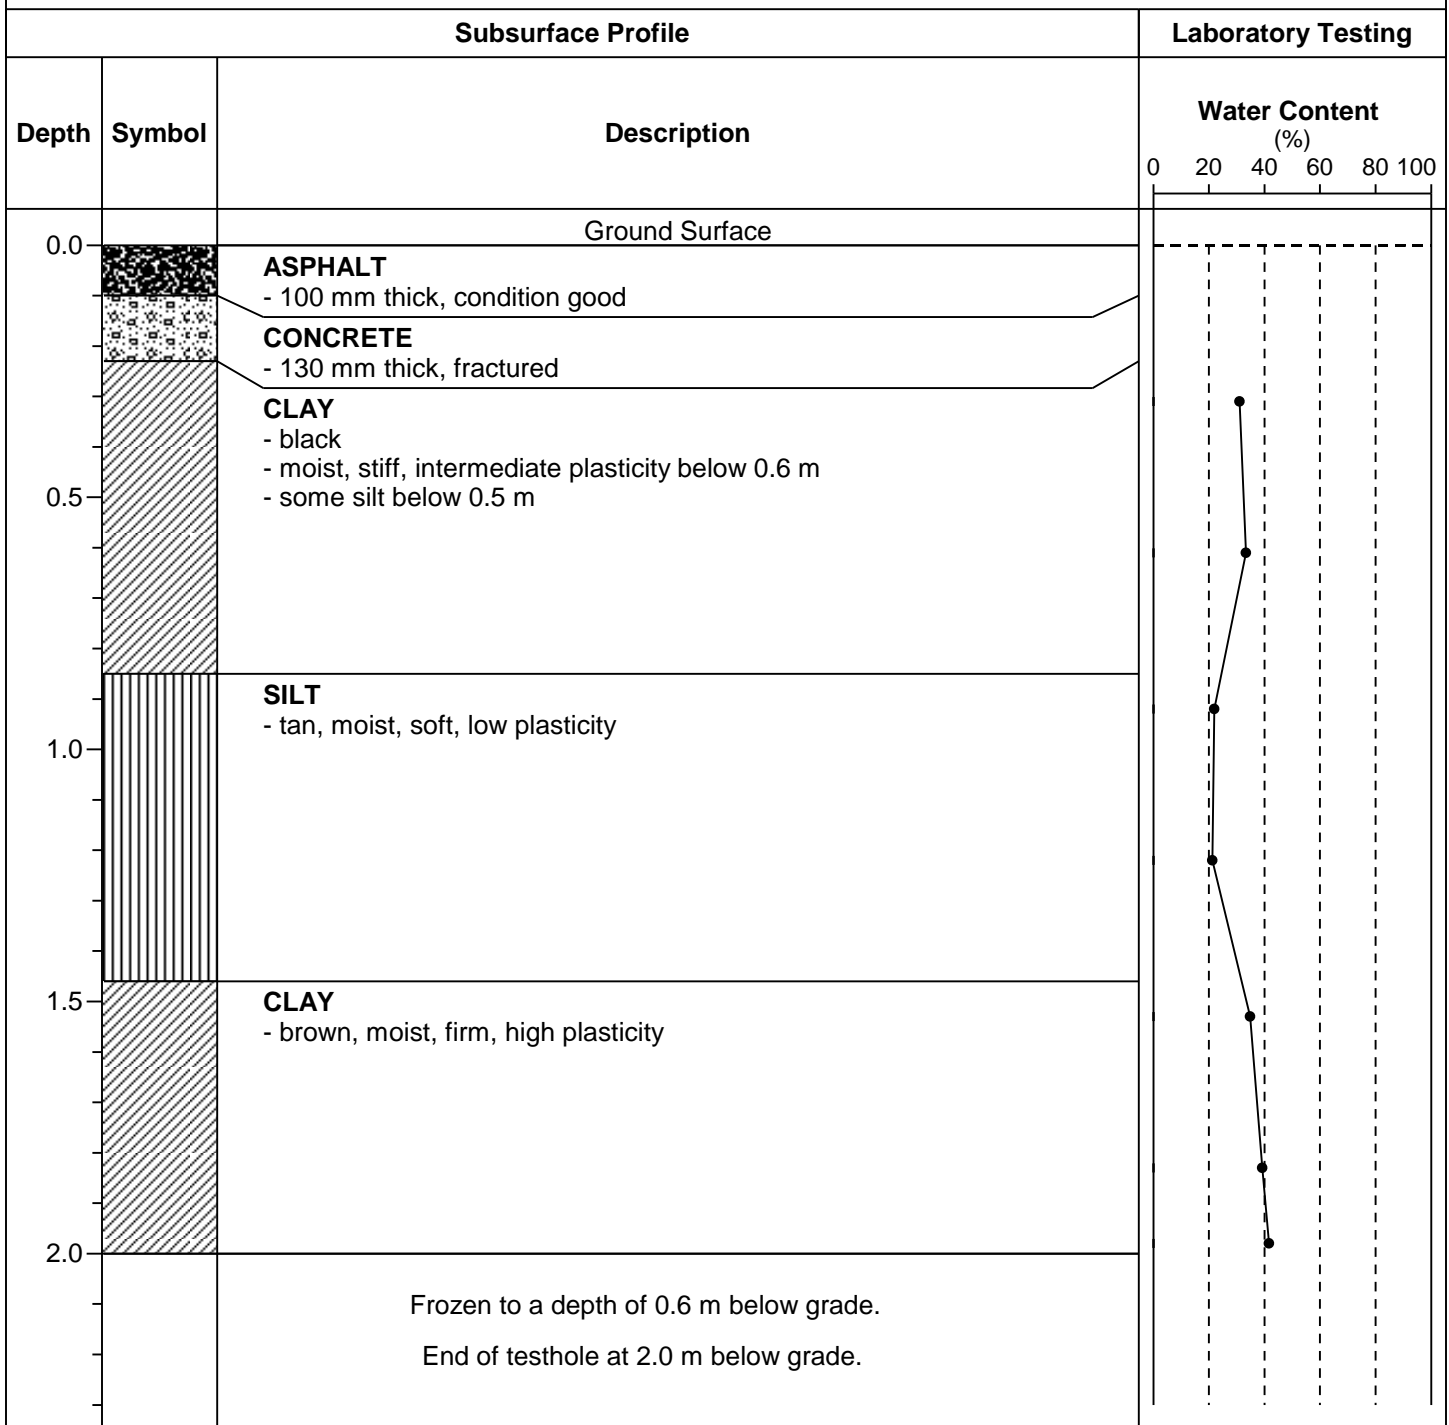 Subsurface Profile
Laboratory Testing
Depth
Symbol
Description
Water Content
(%)
0 20 40 60 80 100
Ground Surface
0.0
ASPHALT
- 100 mm thick, condition good
CONCRETE
- 130 mm thick, fractured
CLAY
- black
- moist, stiff, intermediate plasticity below 0.6 m
0.5
- some silt below 0.5 m
SILT
- tan, moist, soft, low plasticity
1.0
1.5
CLAY
- brown, moist, firm, high plasticity
2.0
Frozen to a depth of 0.6 m below grade.
End of testhole at 2.0 m below grade.